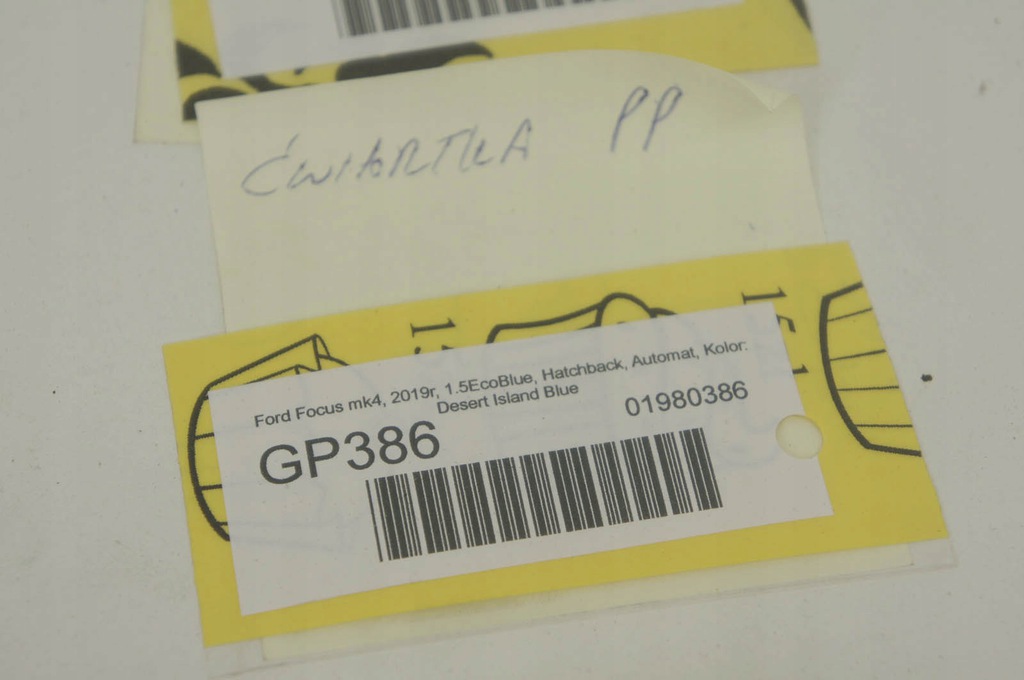 ĆWIARTKA PP
Ford Focus mk4, 2019r, 1.5EcoBlue, Hatchback, Automat, Kolor:
Desert Island Blue
GP386
01980386